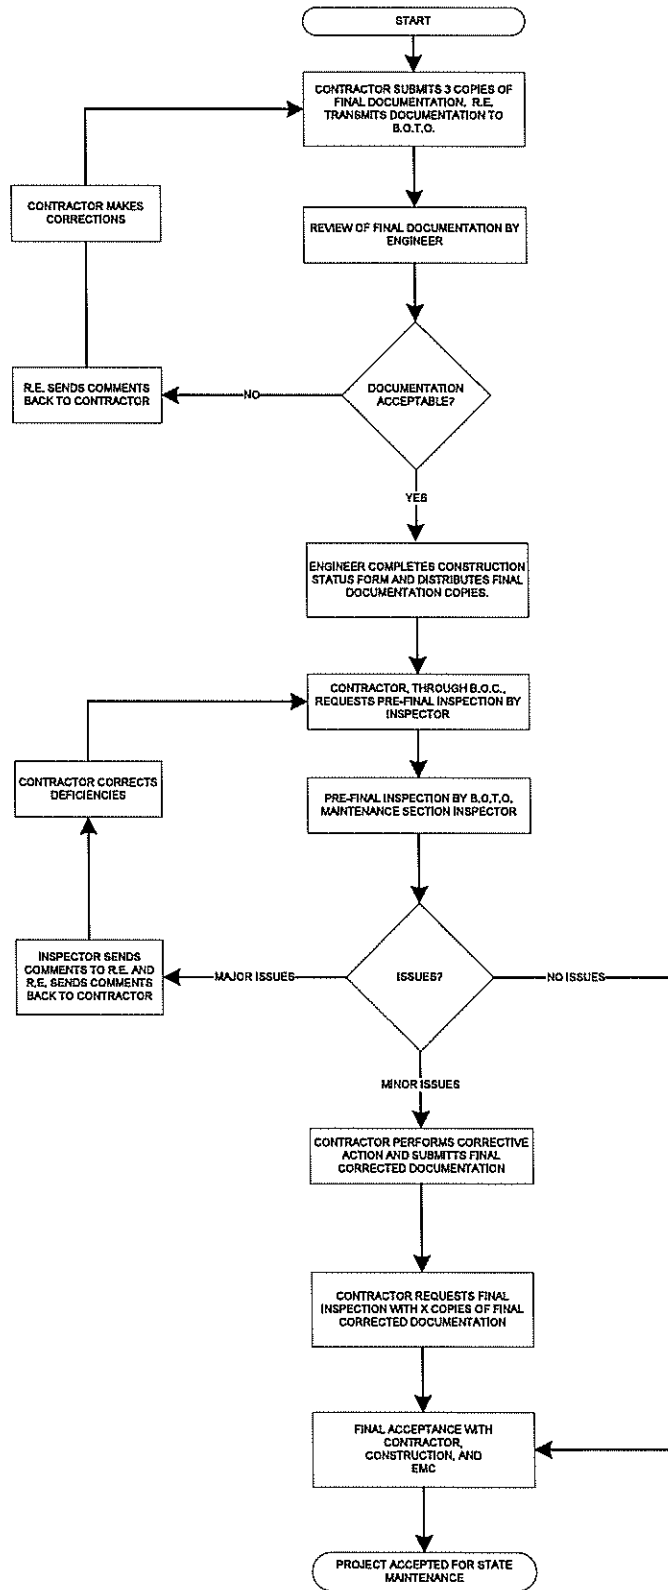 START
CONTRACTOR SUBMITS 3 COPIES OF
FINAL DOCUMENTATION, R.E.
TRANSMITS DOCUMENTATION TO
B.O.T.O.
CONTRACTOR MAKES
CORRECTIONS
REVIEW OF FINAL DOCUMENTATION BY
ENGINEER
R.E. SENDS COMMENTS
BACK TO CONTRACTOR
NO
DOCUMENTATION
ACCEPTABLE?
YES
ENGINEER COMPLETES CONSTRUCTION
STATUS FORM AND DISTRIBUTES FINAL
DOCUMENTATION COPIES.
CONTRACTOR, THROUGH B.O.C.,
REQUESTS PRE-FINAL INSPECTION BY
INSPECTOR
CONTRACTOR CORRECTS
DEFICIENCIES
PRE-FINAL INSPECTION BY B.O.T.O.
MAINTENANCE SECTION INSPECTOR
INSPECTOR SENDS
COMMENTS TO R.E. AND
R.E. SENDS COMMENTS
BACK TO CONTRACTOR
MAJOR ISSUES
ISSUES?
NO ISSUES
MINOR ISSUES
CONTRACTOR PERFORMS CORRECTIVE
ACTION AND SUBMITTS FINAL
CORRECTED DOCUMENTATION
CONTRACTOR REQUESTS FINAL
INSPECTION WITH X COPIES OF FINAL
CORRECTED DOCUMENTATION
FINAL ACCEPTANCE WITH
CONTRACTOR,
CONSTRUCTION, AND
EMC
PROJECT ACCEPTED FOR STATE
MAINTENANCE